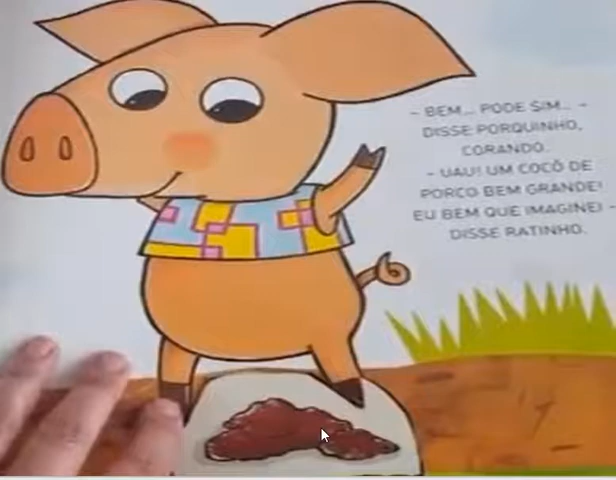 - BEM... PODE SIM... -
DISSE PORQUINHO,
CORANDO.
- UAU! UM COCÔ DE
PORCO BEM GRANDE!
EU BEM QUE IMAGINEI -
DISSE RATINHO.